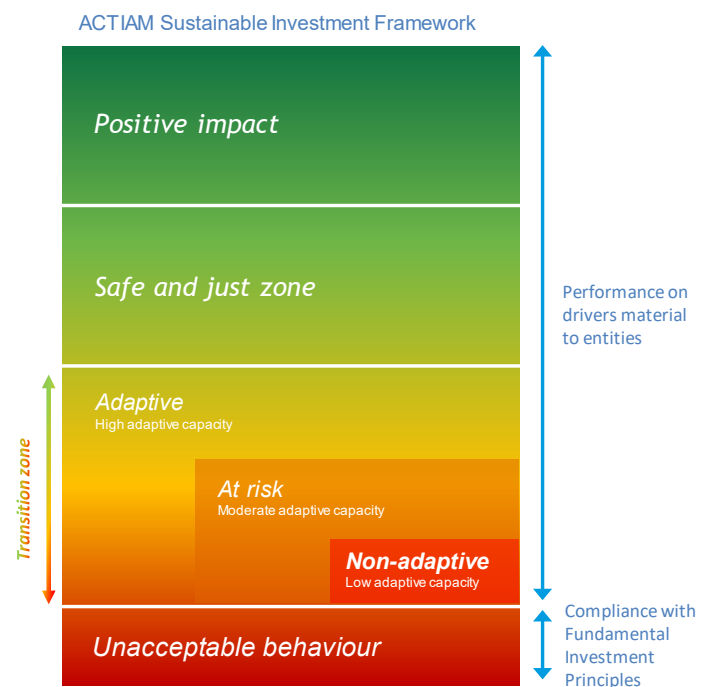 ACTIAM Sustainable Investment Framework
Positive impact
Safe and just zone
Performance on
drivers material
to entities
Transition zone
Adaptive
High adaptive capacity
At risk
Moderate adaptive capacity
Non-adaptive
Low adaptive capacity
Unacceptable behaviour
Compliance with
Fundamental
Investment
Principles